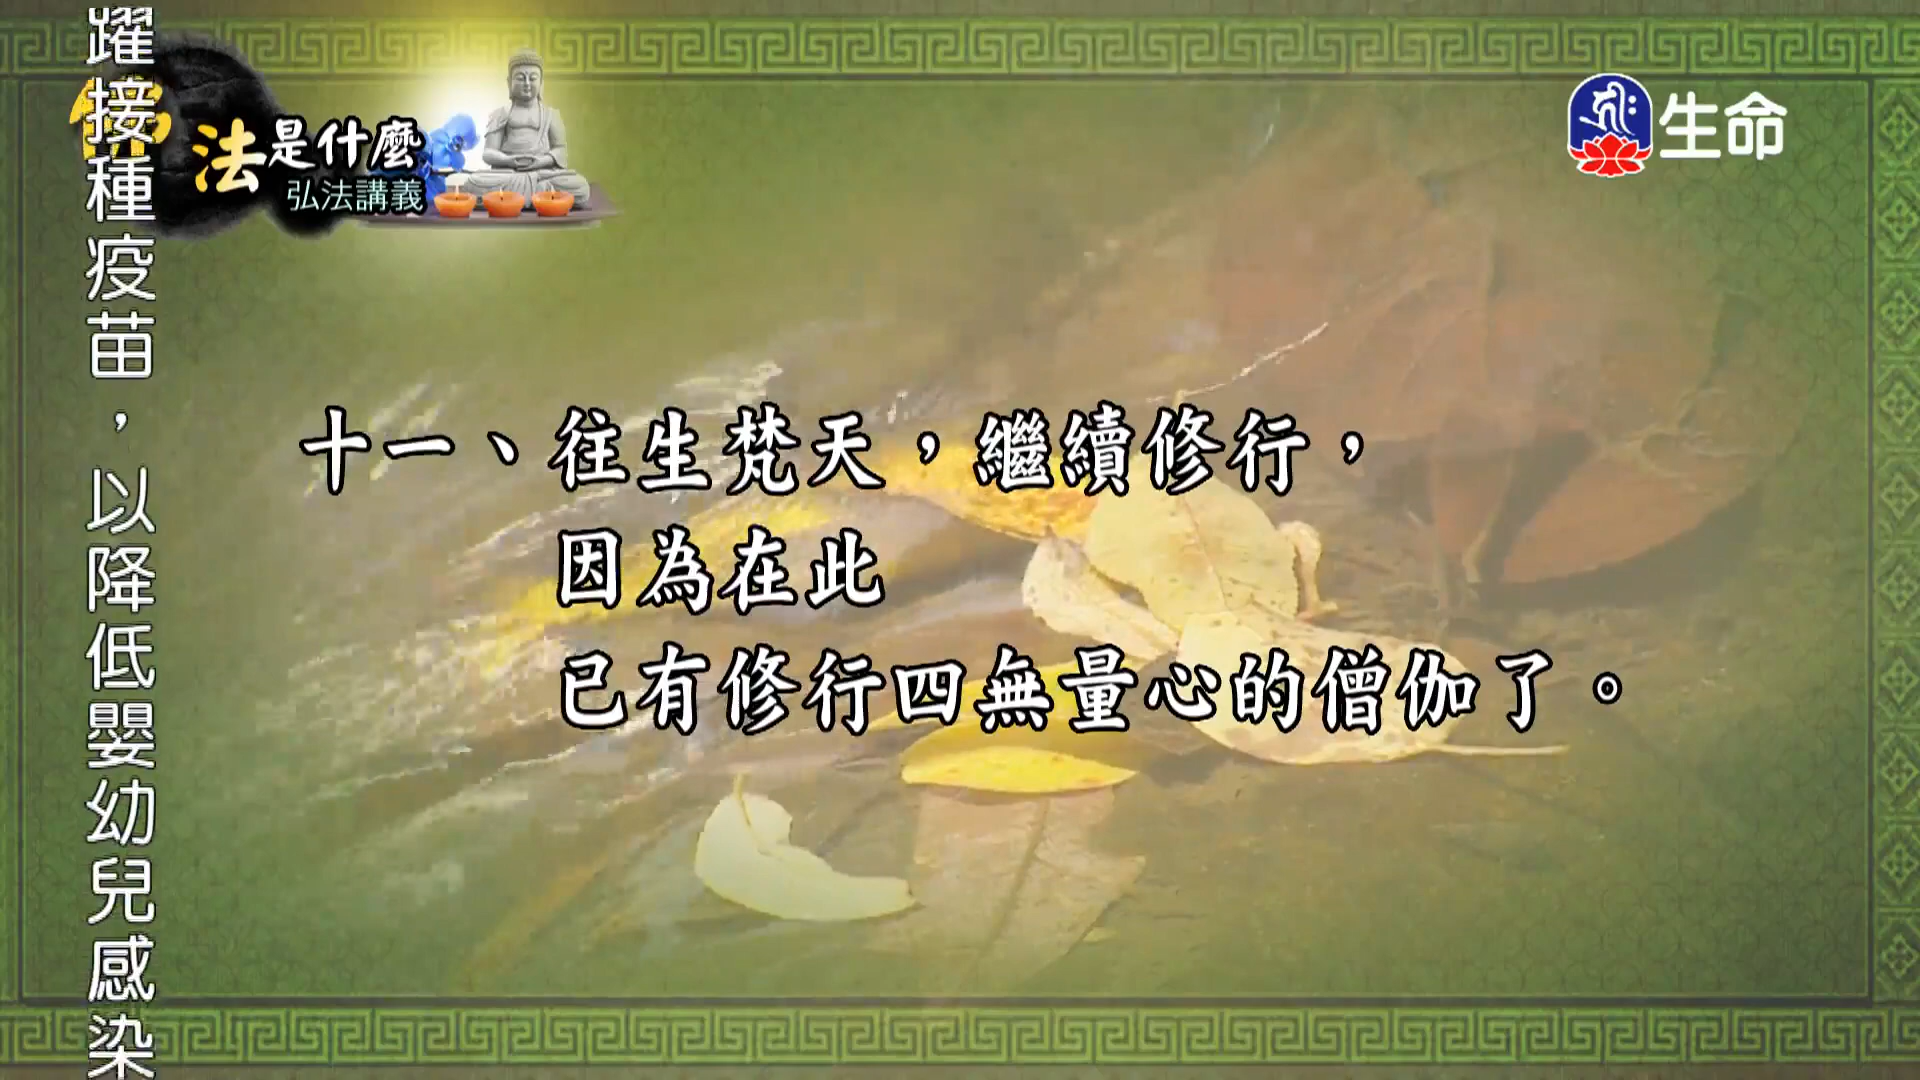 躍接種疫苗，以降低嬰幼兒感染
佛法是什麼
弘法講義
生命
十一、往生梵天，繼續修行，
因為在此
已有修行四無量心的僧伽了。